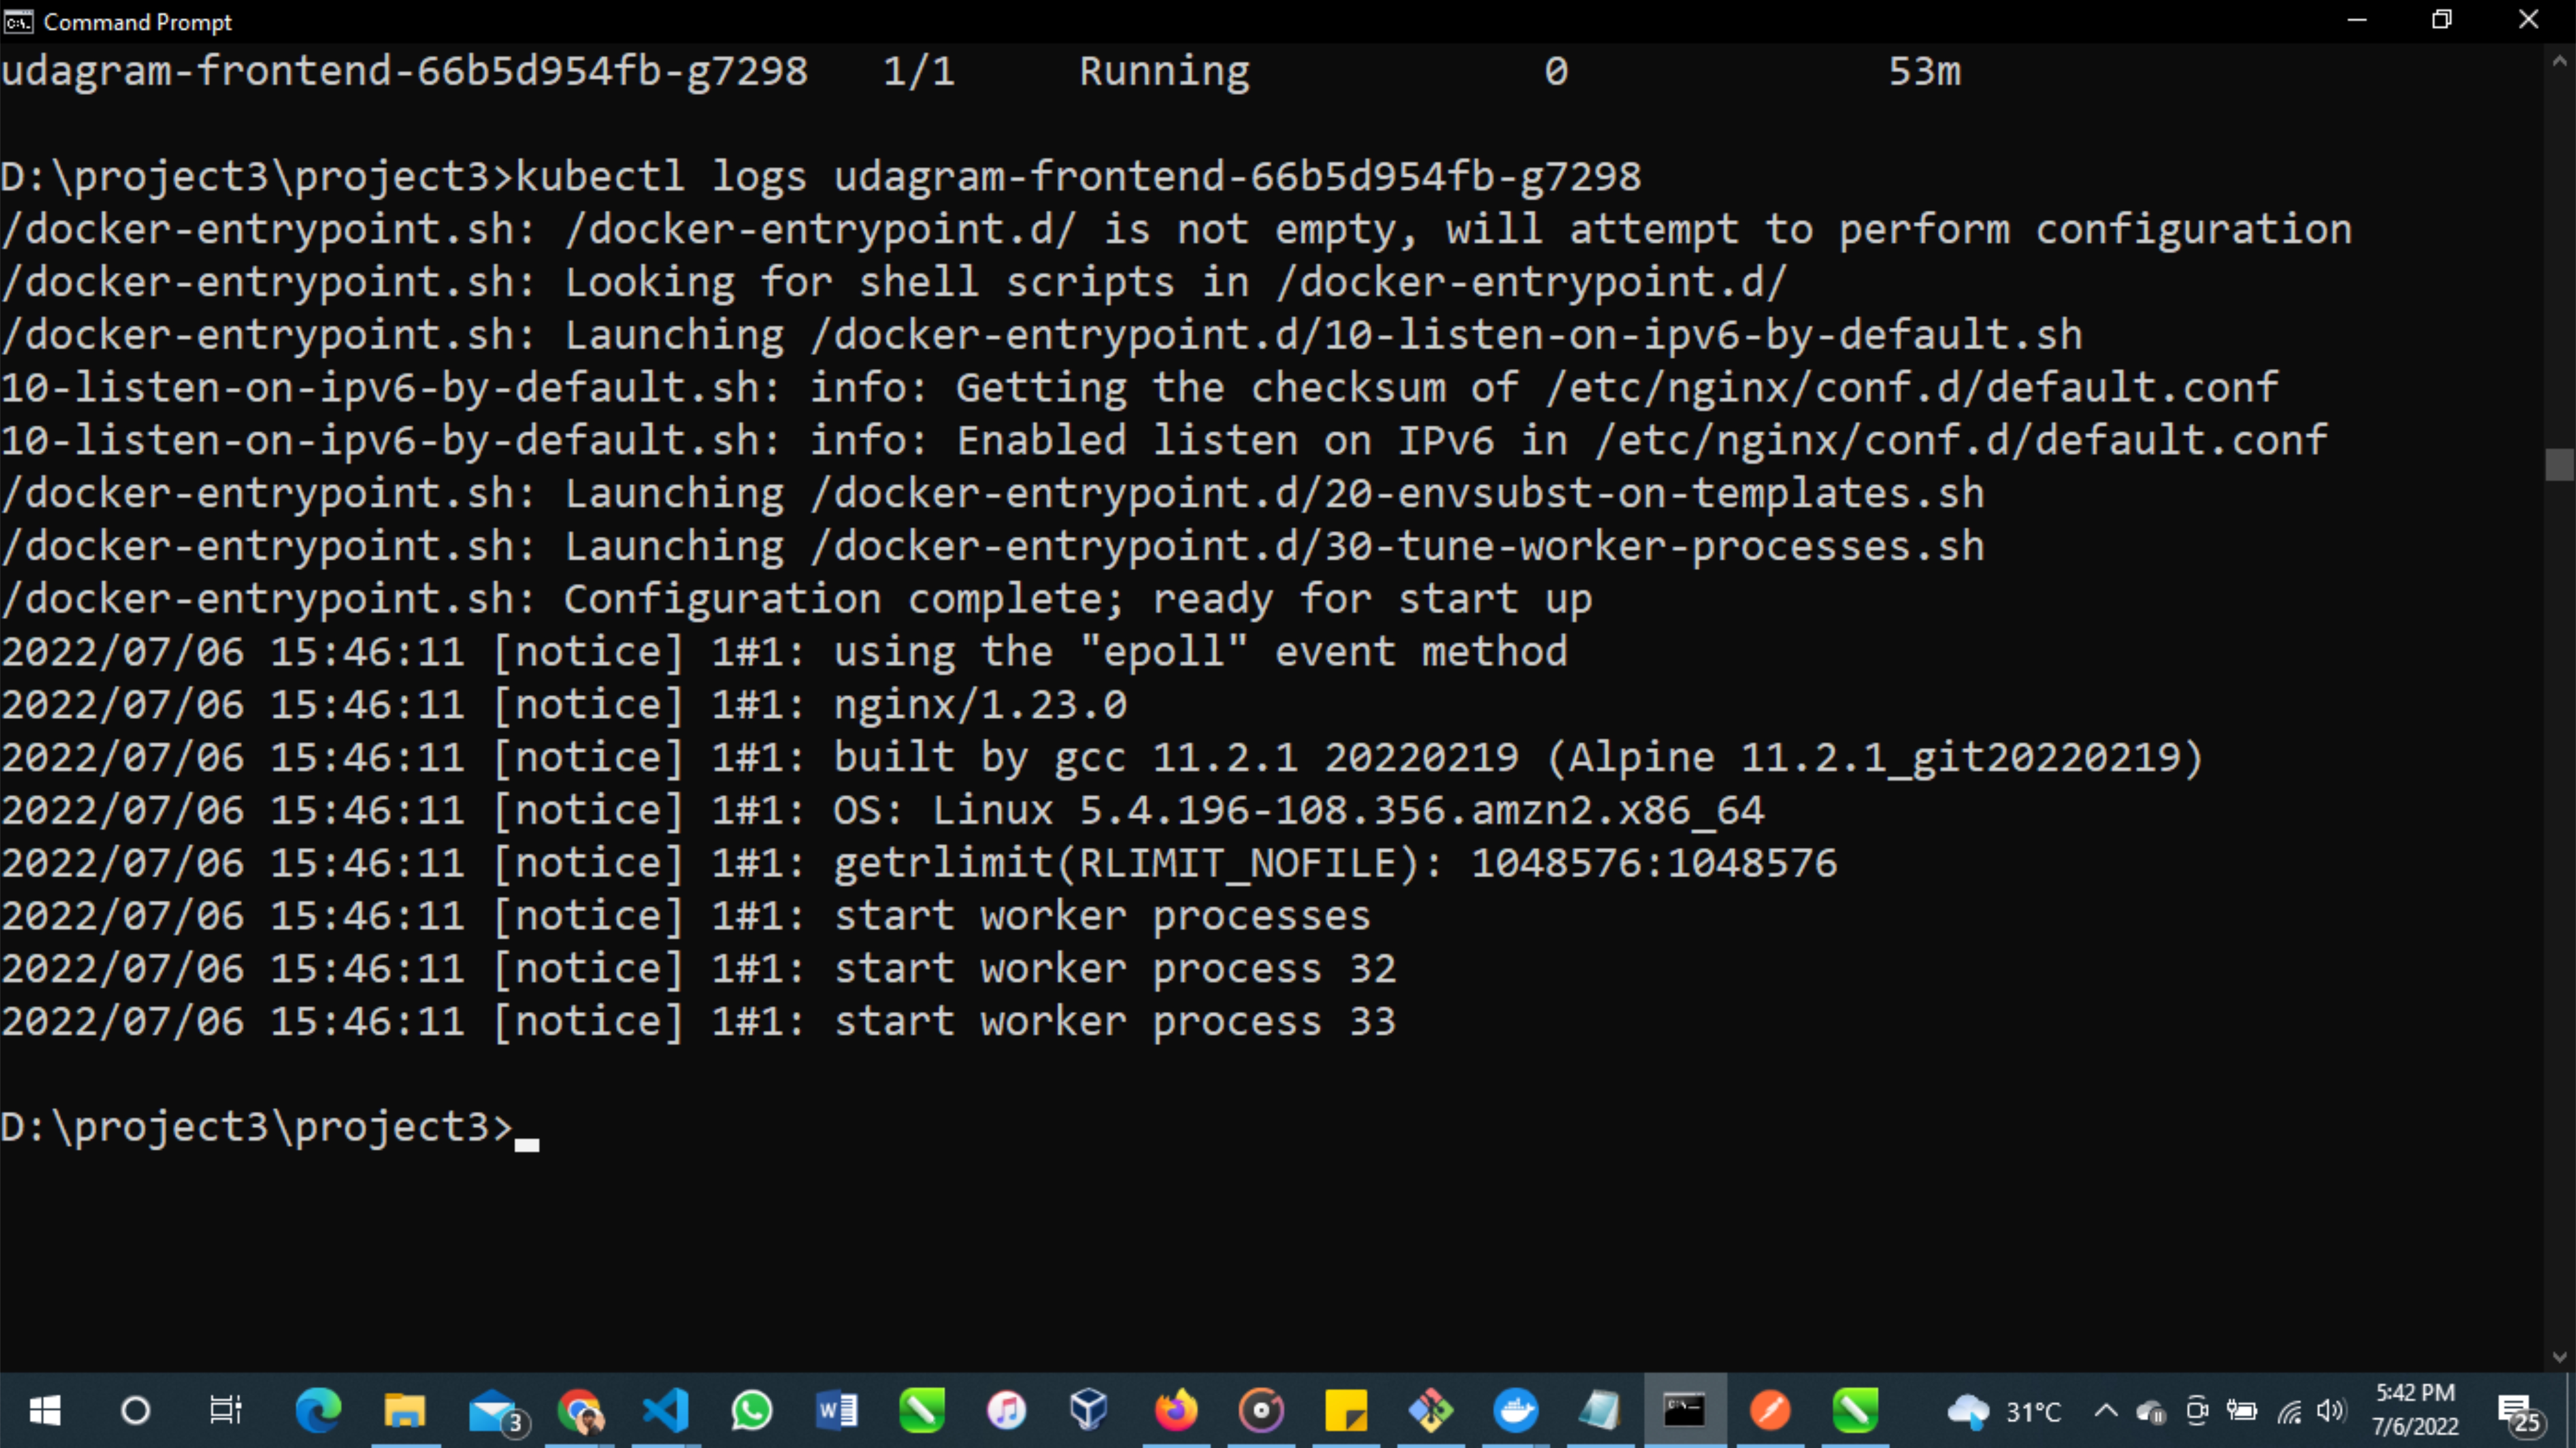 Command Prompt
udagram-frontend-66b5d954fb-g7298   1/1     Running            0             53m
D:\project3\project3>kubectl logs udagram-frontend-66b5d954fb-g7298
/docker-entrypoint.sh: /docker-entrypoint.d/ is not empty, will attempt to perform configuration
/docker-entrypoint.sh: Looking for shell scripts in /docker-entrypoint.d/
/docker-entrypoint.sh: Launching /docker-entrypoint.d/10-listen-on-ipv6-by-default.sh
10-listen-on-ipv6-by-default.sh: info: Getting the checksum of /etc/nginx/conf.d/default.conf
10-listen-on-ipv6-by-default.sh: info: Enabled listen on IPv6 in /etc/nginx/conf.d/default.conf
/docker-entrypoint.sh: Launching /docker-entrypoint.d/20-envsubst-on-templates.sh
/docker-entrypoint.sh: Launching /docker-entrypoint.d/30-tune-worker-processes.sh
/docker-entrypoint.sh: Configuration complete; ready for start up
2022/07/06 15:46:11 [notice] 1#1: using the "epoll" event method
2022/07/06 15:46:11 [notice] 1#1: nginx/1.23.0
2022/07/06 15:46:11 [notice] 1#1: built by gcc 11.2.1 20220219 (Alpine 11.2.1_git20220219)
2022/07/06 15:46:11 [notice] 1#1: OS: Linux 5.4.196-108.356.amzn2.x86_64
2022/07/06 15:46:11 [notice] 1#1: getrlimit(RLIMIT_NOFILE): 1048576:1048576
2022/07/06 15:46:11 [notice] 1#1: start worker processes
2022/07/06 15:46:11 [notice] 1#1: start worker process 32
2022/07/06 15:46:11 [notice] 1#1: start worker process 33
D:\project3\project3>
3
31°C
5:42 PM
7/6/2022
25